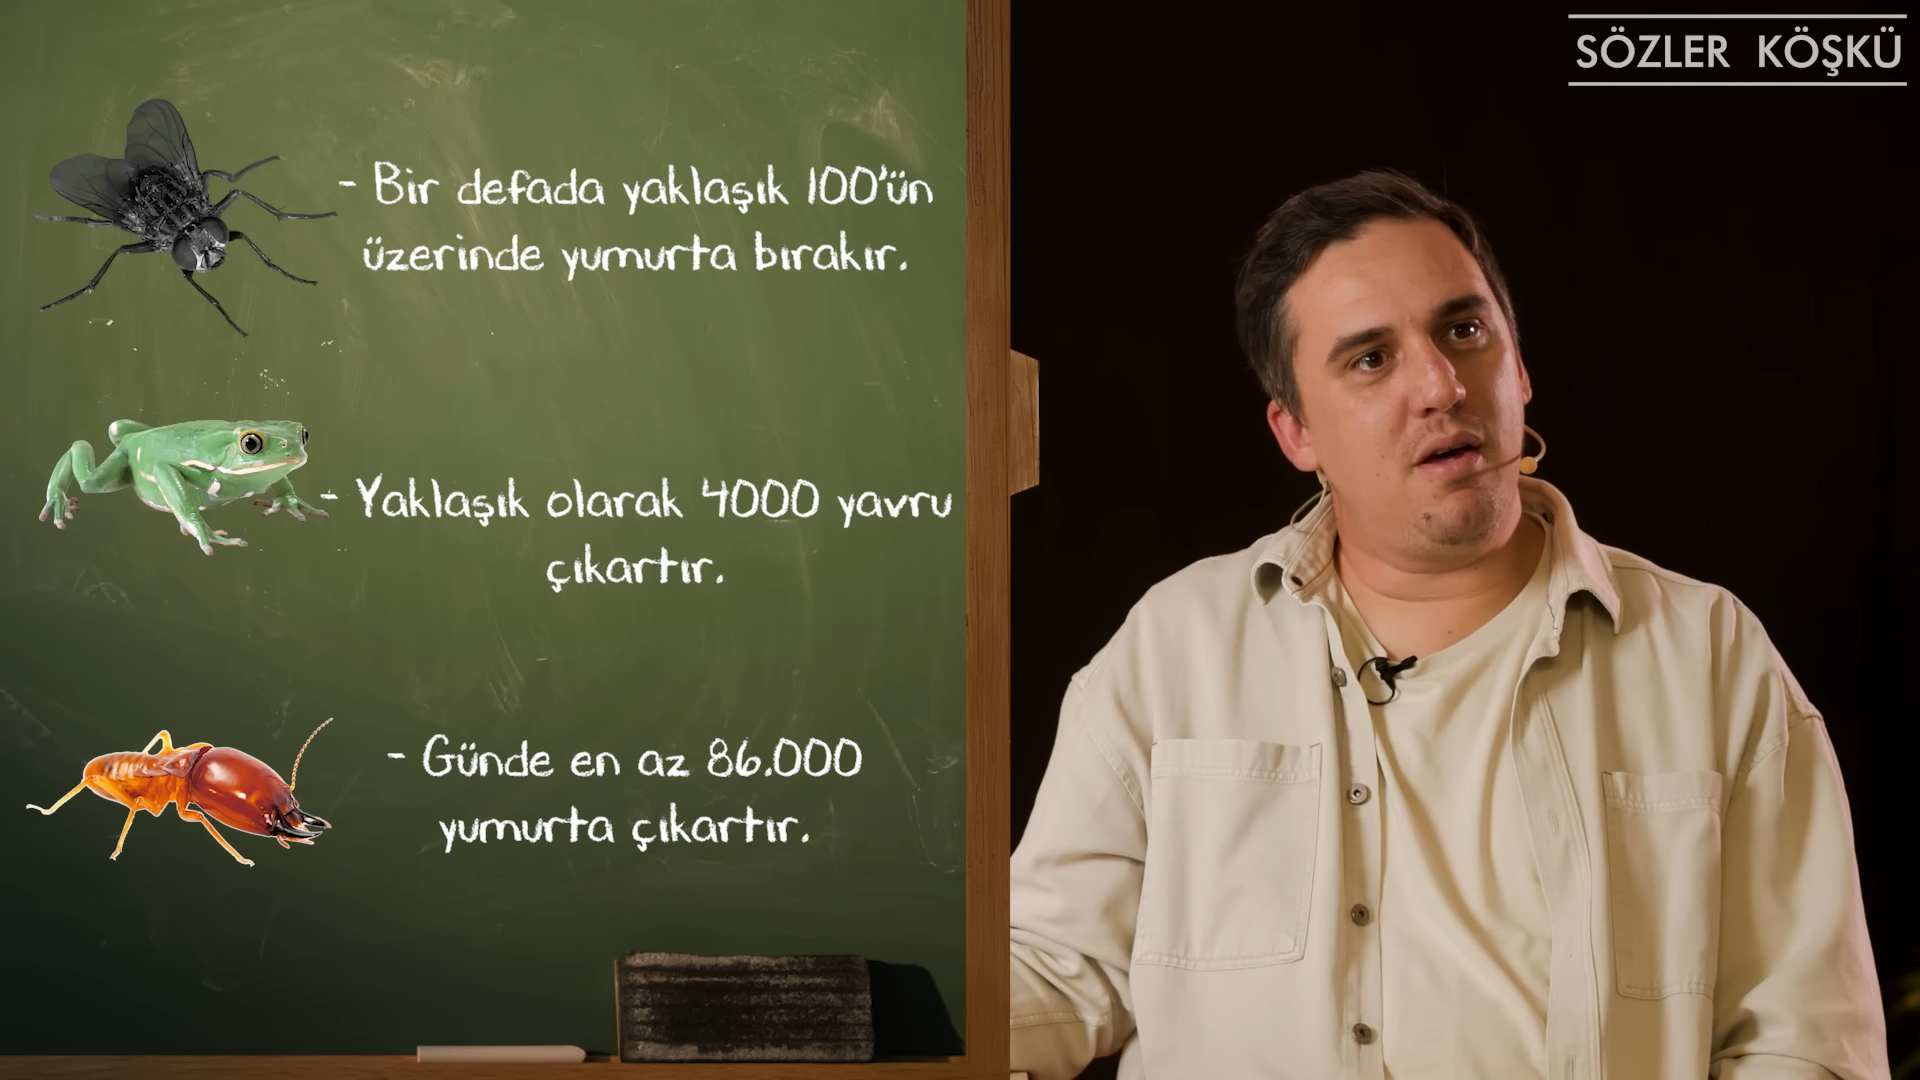 SÖZLER KÖŞKÜ
- Bir defada yaklaşık 100'ün
üzerinde yumurta bırakır.
- Yaklaşık olarak 4000 yavru
çıkartır.
- Günde en az 86.000
yumurta çıkartır.